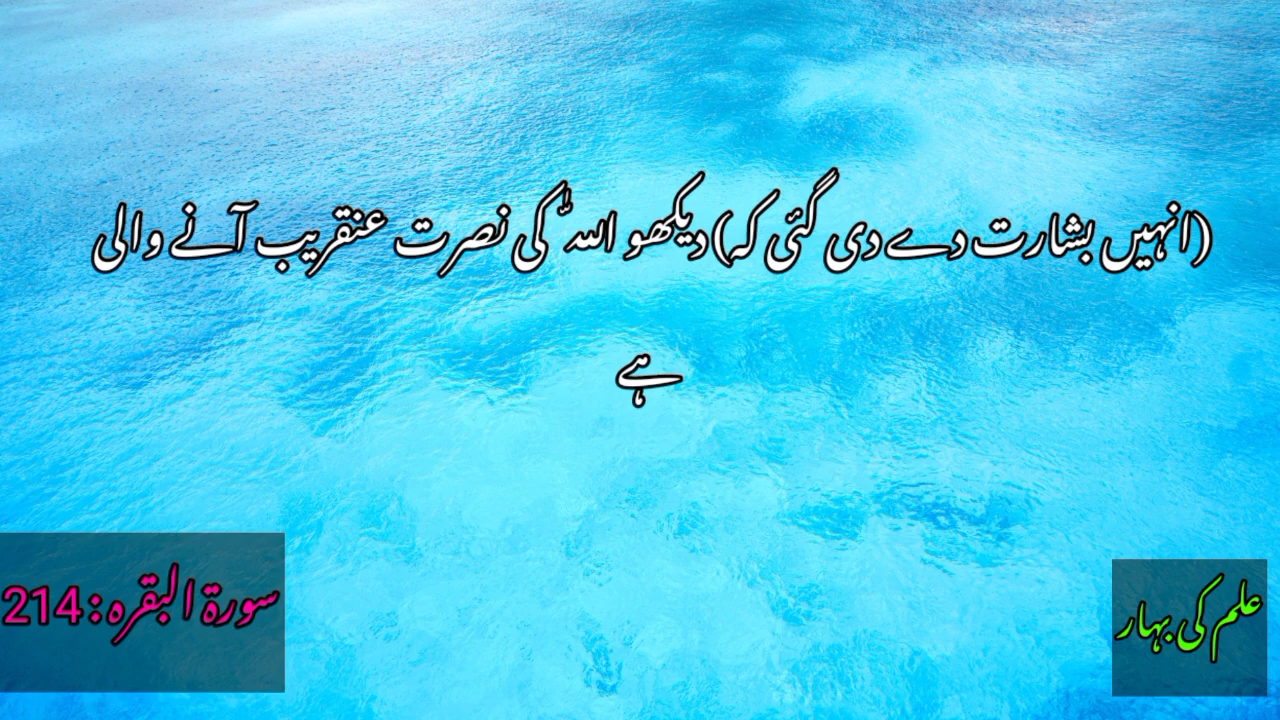 (انہیں بشارت دے دی گئی کہ) دیکھو اللہ کی نصرت عنقریب آنے والی
ہے
سورۃ البقرہ: 214
علم کی بہار